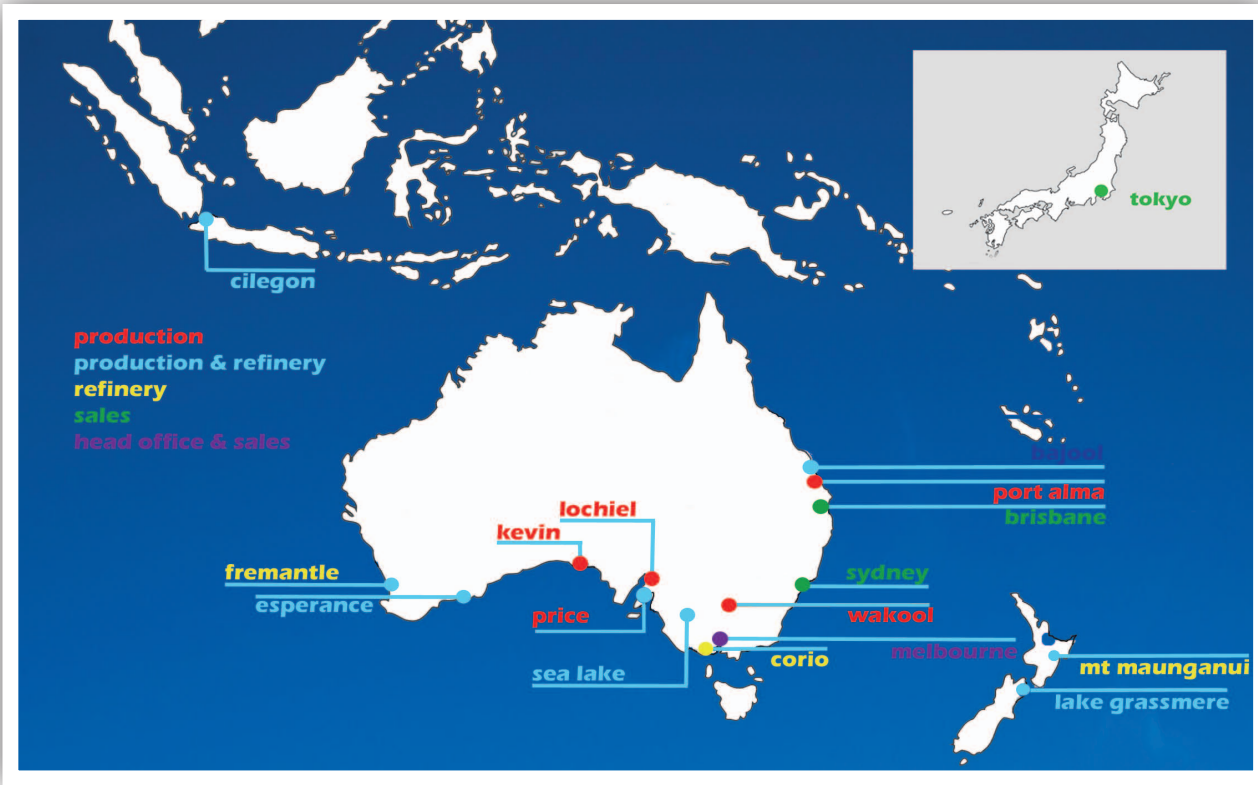 tokyo
cilegon
production
production & refinery
refinery
sales
head office & sales
bajool
port alma
brisbane
lochiel
kevin
fremantle
esperance
sydney
price
wakool
melbourne
corio
sea lake
mt maunganui
lake grassmere